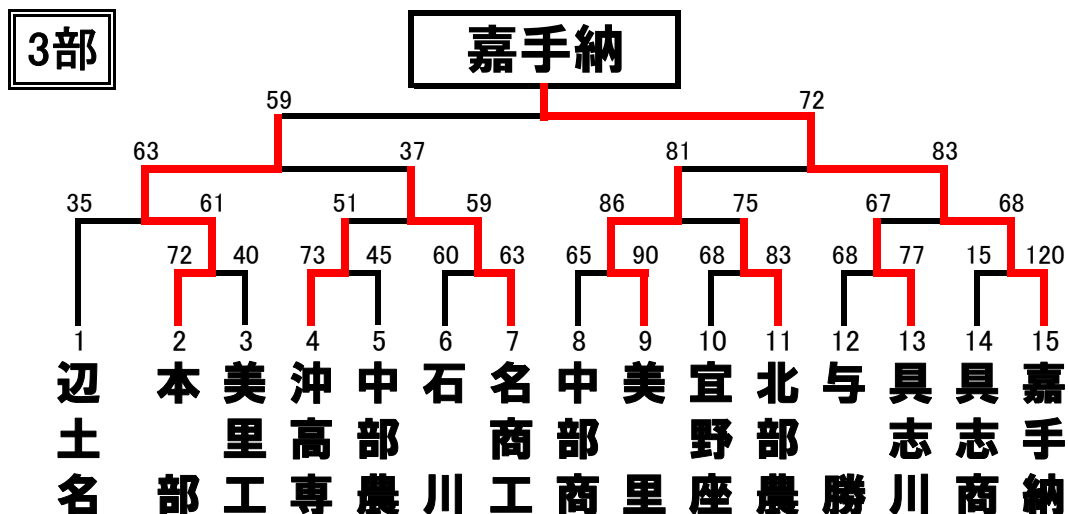 3部
嘉手納
59 72
63 37 81 83
35 61 51 59 86 75 67 68
72 40 73 45 60 63 65 90 68 83 68 77 15 120
1 2 3 4 5 6 7 8 9 10 11 12 13 14 15
辺土名
本部
美里工
沖高専
中部農
石川
名商工
中部商
美里
宜野座
北部農
与勝
具志川
具志商
嘉手納